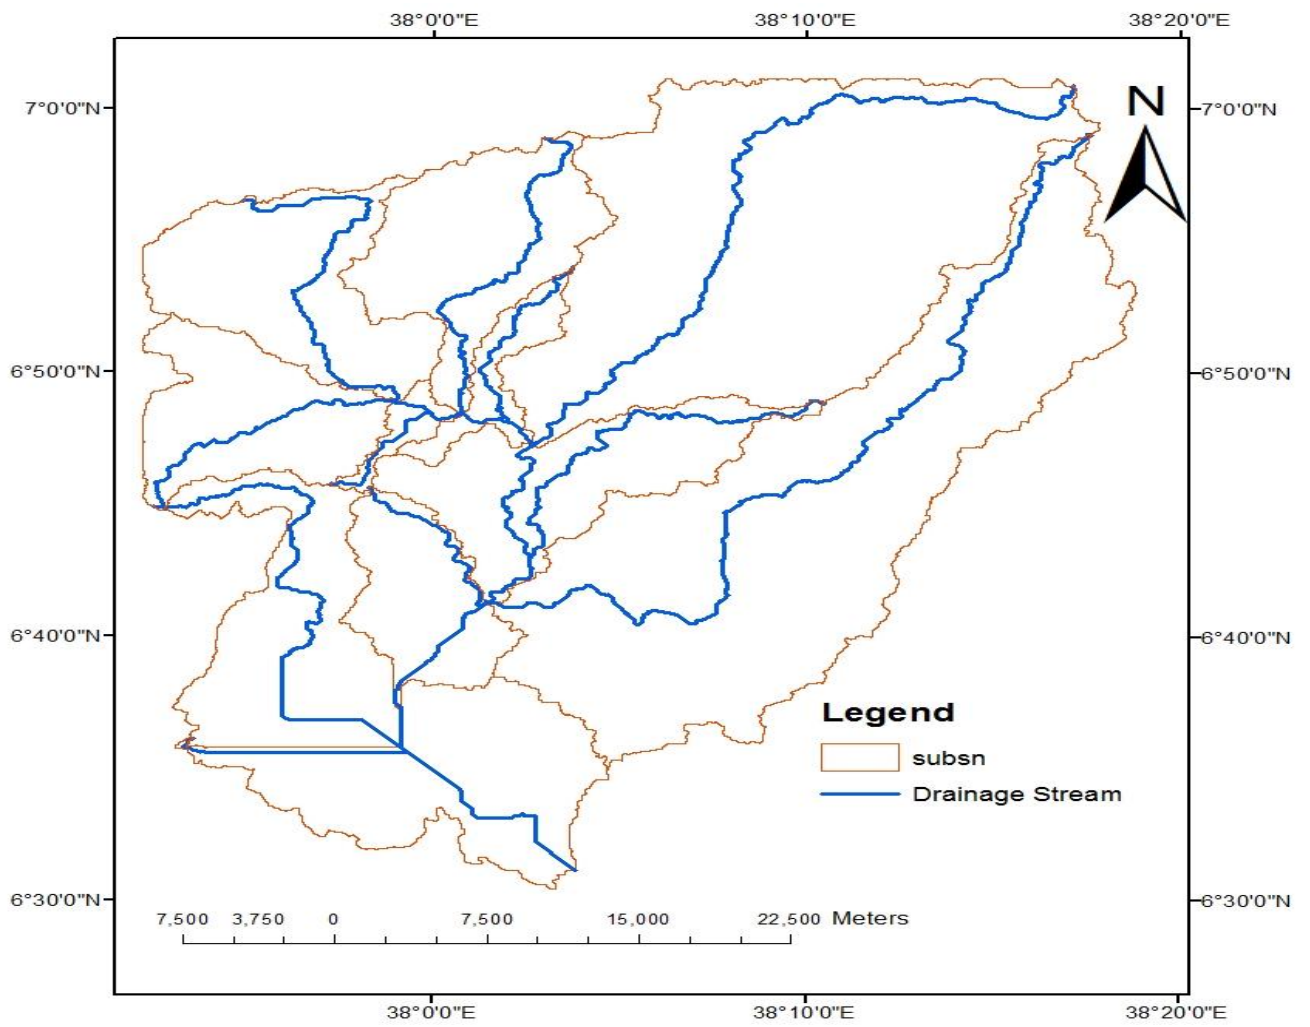 38°0'0"E 38°10'0"E 38°20'0"E
7°0'0"N 7°0'0"N
N
6°50'0"N 6°50'0"N
6°40'0"N 6°40'0"N
Legend
subsn
Drainage Stream
6°30'0"N 6°30'0"N
7,500 3,750 0 7,500 15,000 22,500 Meters
38°0'0"E 38°10'0"E 38°20'0"E